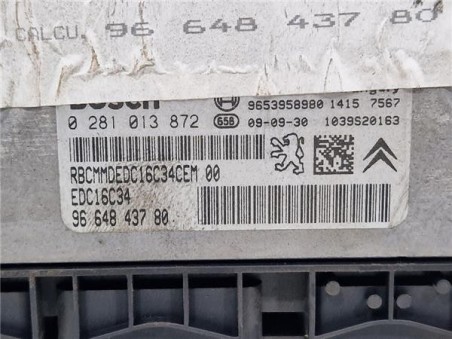 CALCU. 96 648 437 80
Bosch 9653958980 1415 7567
0 281 013 872 656 09-09-30 1039S20163
RBCMMDEDC16C34CEM 00
EDC16C34
96 648 437 80